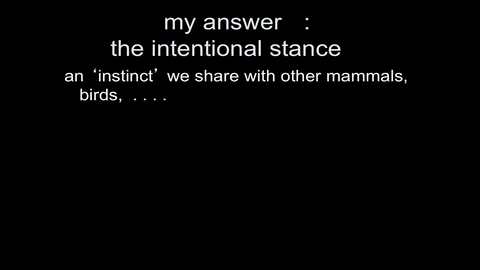 my answer :
the intentional stance
an ‘instinct’ we share with other mammals,
birds, . . . .